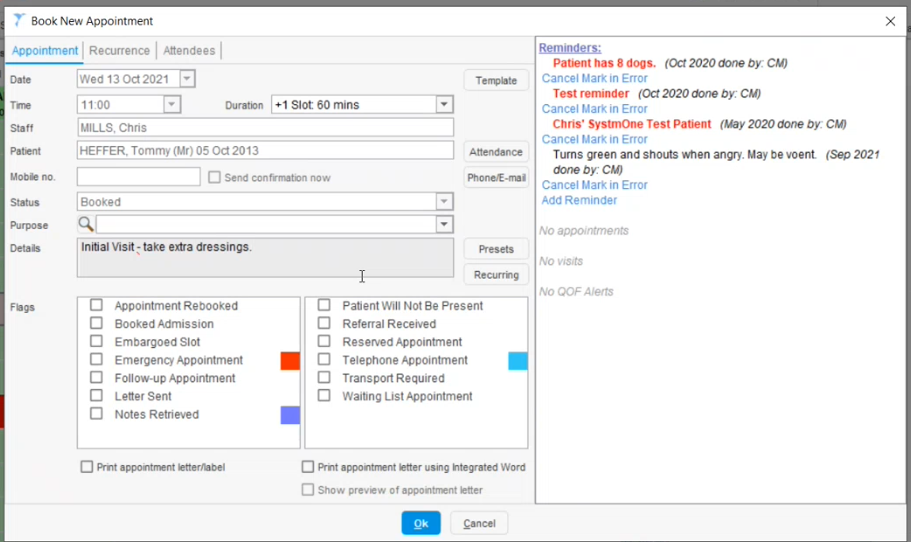 Book New Appointment
Appointment Recurrence Attendees
Date Wed 13 Oct 2021 Template
Time 11:00 Duration +1 Slot: 60 mins
Staff MILLS, Chris
Patient HEFFER, Tommy (Mr) 05 Oct 2013 Attendance
Mobile no. Send confirmation now Phone/E-mail
Status Booked
Purpose
Details Initial Visit - take extra dressings. Presets
Recurring
Flags
Appointment Rebooked
Booked Admission
Embargoed Slot
Emergency Appointment
Follow-up Appointment
Letter Sent
Notes Retrieved
Patient Will Not Be Present
Referral Received
Reserved Appointment
Telephone Appointment
Transport Required
Waiting List Appointment
Print appointment letter/label
Print appointment letter using Integrated Word
Show preview of appointment letter
Reminders:
Patient has 8 dogs. (Oct 2020 done by: CM)
Cancel Mark in Error
Test reminder (Oct 2020 done by: CM)
Cancel Mark in Error
Chris' SystmOne Test Patient (May 2020 done by: CM)
Cancel Mark in Error
Turns green and shouts when angry. May be voent. (Sep 2021
done by: CM)
Cancel Mark in Error
Add Reminder
No appointments
No visits
No QOF Alerts
Ok Cancel